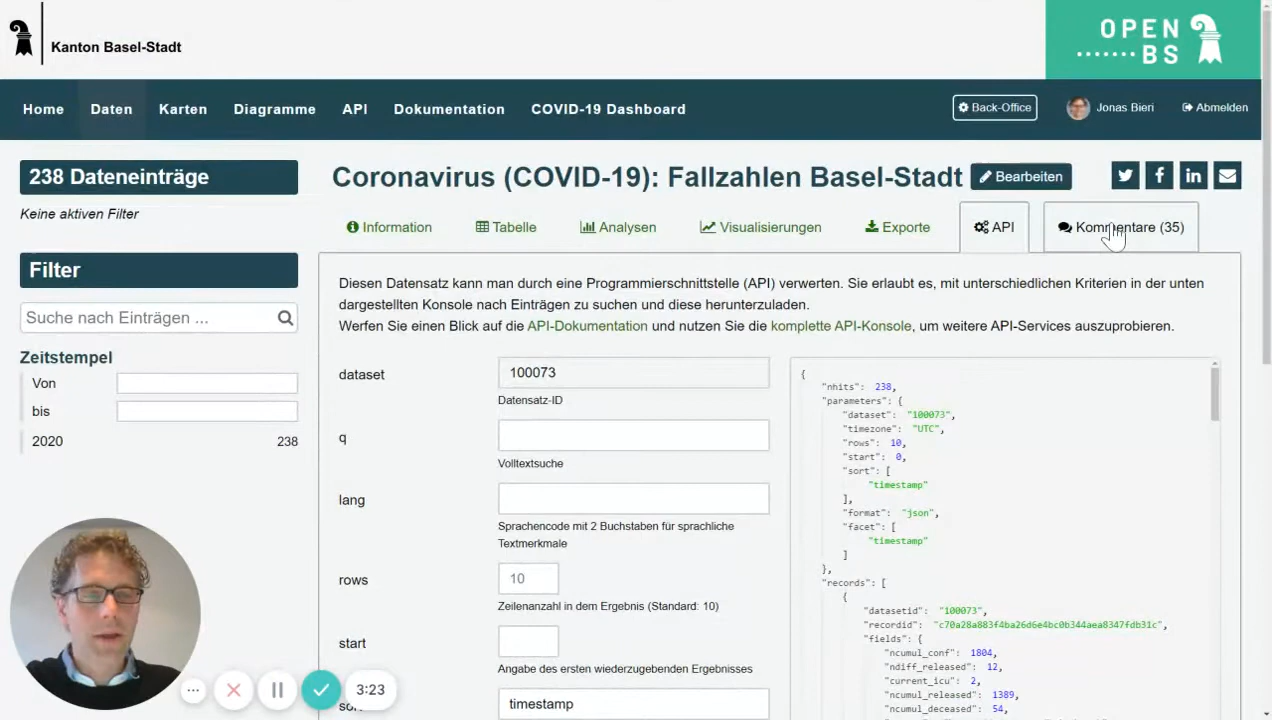 Kanton Basel-Stadt
OPEN
BS
Home Daten Karten Diagramme API Dokumentation COVID-19 Dashboard Back-Office Jonas Bieri Abmelden
238 Dateneinträge
Keine aktiven Filter
Filter
Suche nach Einträgen ...
Zeitstempel
Von
bis
2020 238
Coronavirus (COVID-19): Fallzahlen Basel-Stadt Bearbeiten
Information Tabelle Analysen Visualisierungen Exporte API Kommentare (35)
Diesen Datensatz kann man durch eine Programmierschnittstelle (API) verwerten. Sie erlaubt es, mit unterschiedlichen Kriterien in der unten
dargestellten Konsole nach Einträgen zu suchen und diese herunterzuladen.
Werfen Sie einen Blick auf die API-Dokumentation und nutzen Sie die komplette API-Konsole, um weitere API-Services auszuprobieren.
dataset 100073
Datensatz-ID
q
Volltextsuche
lang
Sprachencode mit 2 Buchstaben für sprachliche
Textmerkmale
rows 10
Zeilenanzahl in dem Ergebnis (Standard: 10)
start
Angabe des ersten wiederzugebenden Ergebnisses
timestamp
{
"nhits": 238,
"parameters": {
"dataset": "100073",
"timezone": "UTC",
"rows": 10,
"start": 0,
"sort": [
"timestamp"
],
"format": "json",
"facet": [
"timestamp"
]
},
"records": [
{
"datasetid": "100073",
"recordid": "c70a28a883f4ba26d6e4bc0b344aea8347fdb31c",
"fields": {
"ncumul_conf": 1804,
"ndiff_released": 12,
"current_icu": 2,
"ncumul_released": 1389,
"ncumul_deceased": 54,
3:23